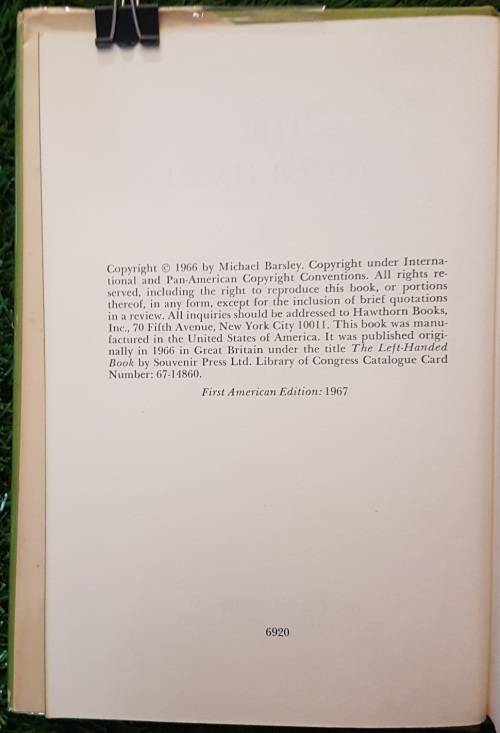 Copyright © 1966 by Michael Barsley. Copyright under Interna-
tional and Pan-American Copyright Conventions. All rights re-
served, including the right to reproduce this book, or portions
thereof, in any form, except for the inclusion of brief quotations
in a review. All inquiries should be addressed to Hawthorn Books,
Inc., 70 Fifth Avenue, New York City 10011. This book was manu-
factured in the United States of America. It was published origi-
nally in 1966 in Great Britain under the title The Left-Handed
Book by Souvenir Press Ltd. Library of Congress Catalogue Card
Number: 67-14860.
First American Edition: 1967
6920